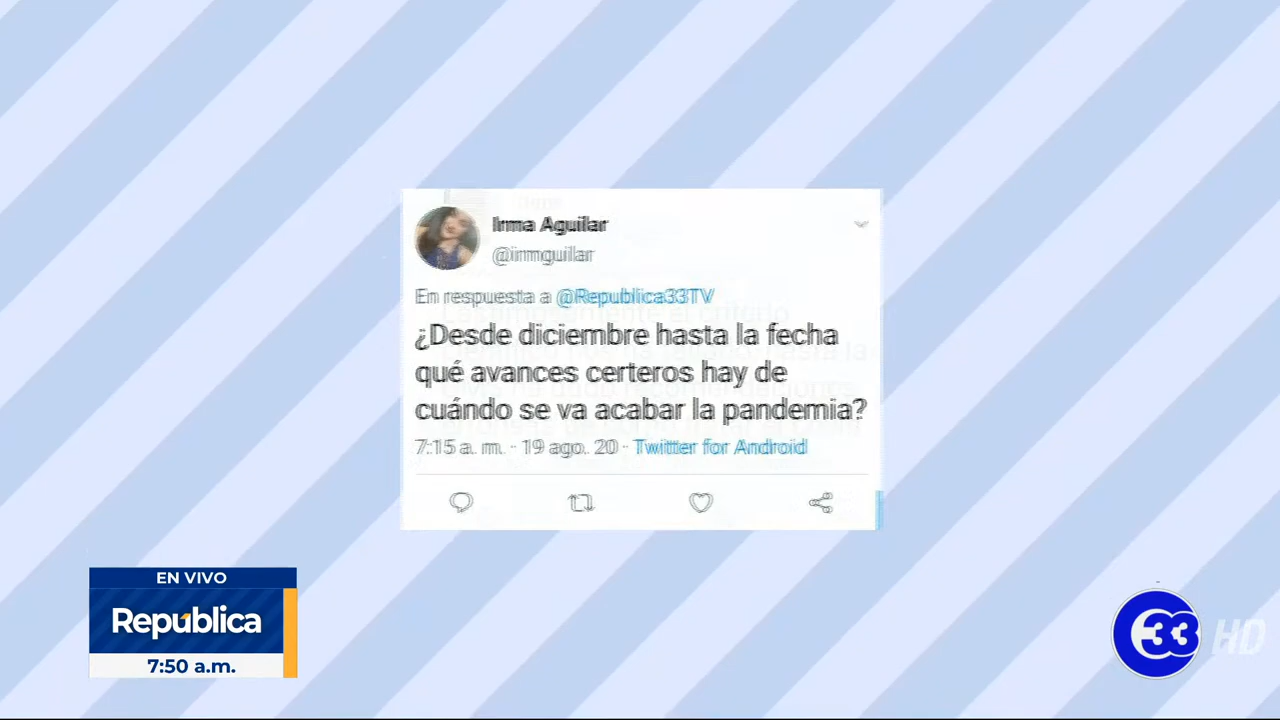 Irma Aguilar
@irmguilar
En respuesta a @Republica33TV
¿Desde diciembre hasta la fecha
qué avances certeros hay de
cuándo se va acabar la pandemia?
7:15 a. m. · 19 ago. 20 · Twitter for Android
EN VIVO
República
7:50 a.m.
33 HD